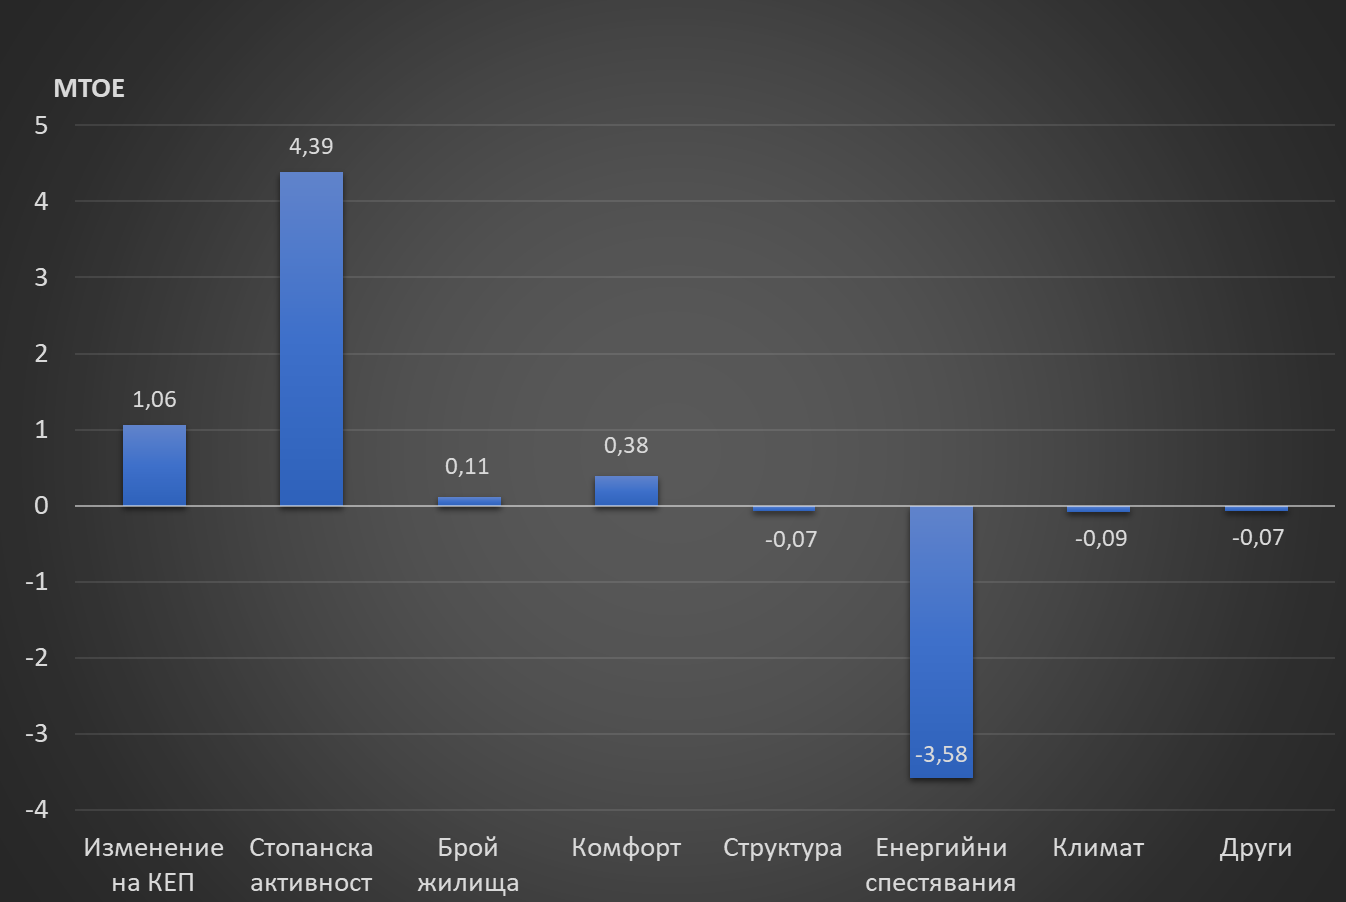 MTOE
5
4
3
2
1
0
-1
-2
-3
-4
1,06
4,39
0,11
0,38
-0,07
-3,58
-0,09
-0,07
Изменение
на КЕП
Стопанска
активност
Брой
жилища
Комфорт
Структура
Енергийни
спестявания
Климат
Други